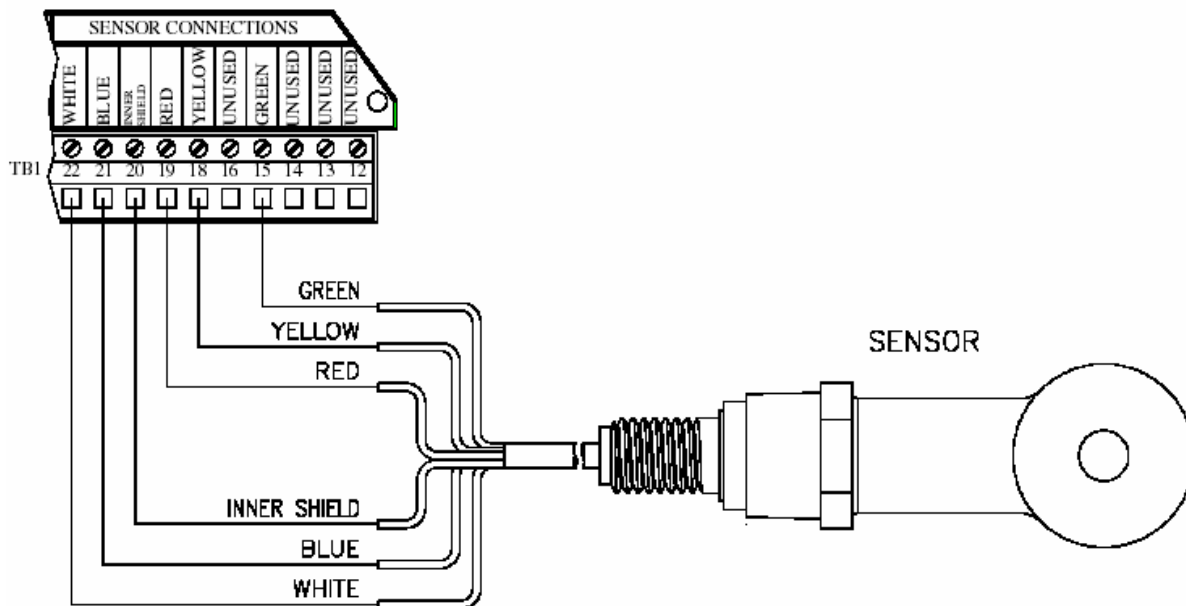 SENSOR CONNECTIONS
WHITE
BLUE
INNER
SHIELD
RED
YELLOW
UNUSED
GREEN
UNUSED
UNUSED
UNUSED
TB1 22 21 20 19 18 16 15 14 13 12
GREEN
YELLOW
RED
SENSOR
INNER SHIELD
BLUE
WHITE